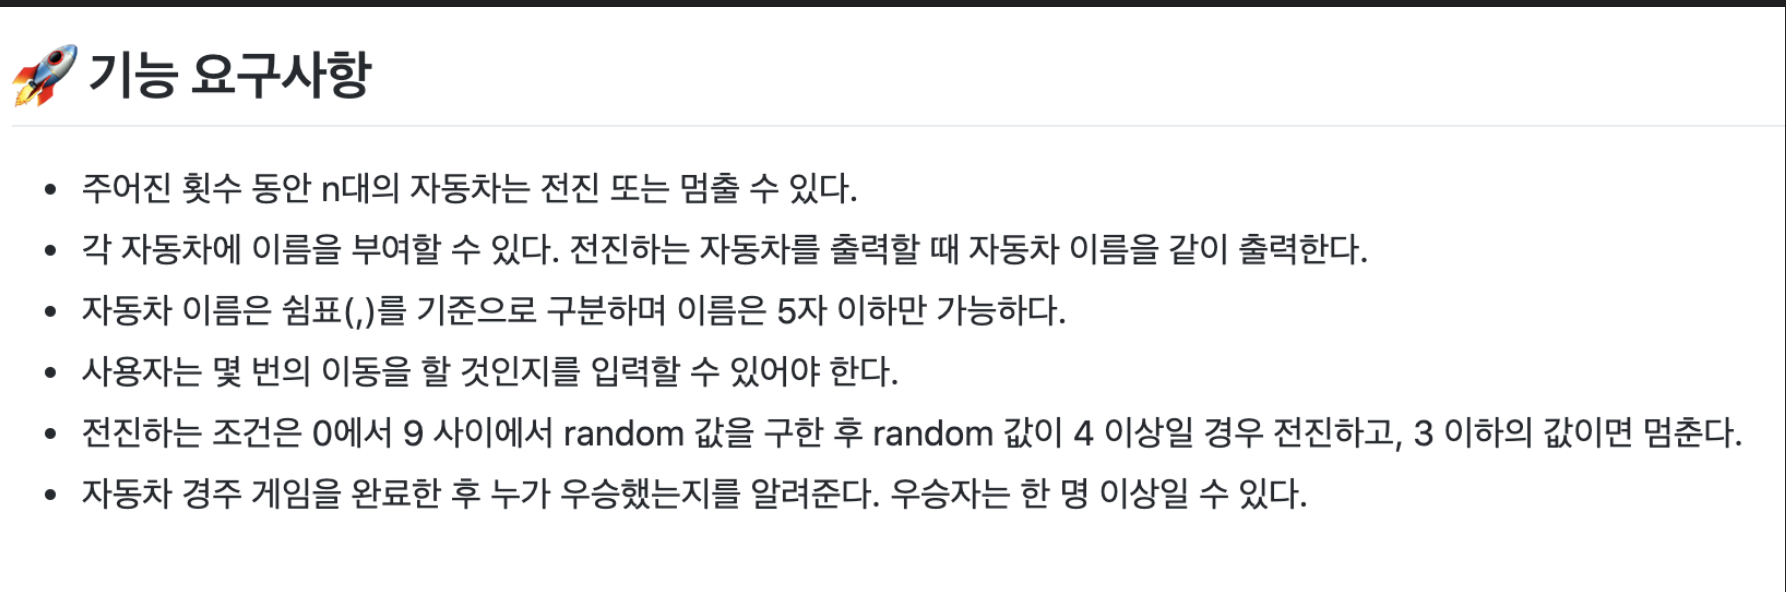 🚀 기능 요구사항
• 주어진 횟수 동안 n대의 자동차는 전진 또는 멈출 수 있다.
• 각 자동차에 이름을 부여할 수 있다. 전진하는 자동차를 출력할 때 자동차 이름을 같이 출력한다.
• 자동차 이름은 쉼표(,)를 기준으로 구분하며 이름은 5자 이하만 가능하다.
• 사용자는 몇 번의 이동을 할 것인지를 입력할 수 있어야 한다.
• 전진하는 조건은 0에서 9 사이에서 random 값을 구한 후 random 값이 4 이상일 경우 전진하고, 3 이하의 값이면 멈춘다.
• 자동차 경주 게임을 완료한 후 누가 우승했는지를 알려준다. 우승자는 한 명 이상일 수 있다.